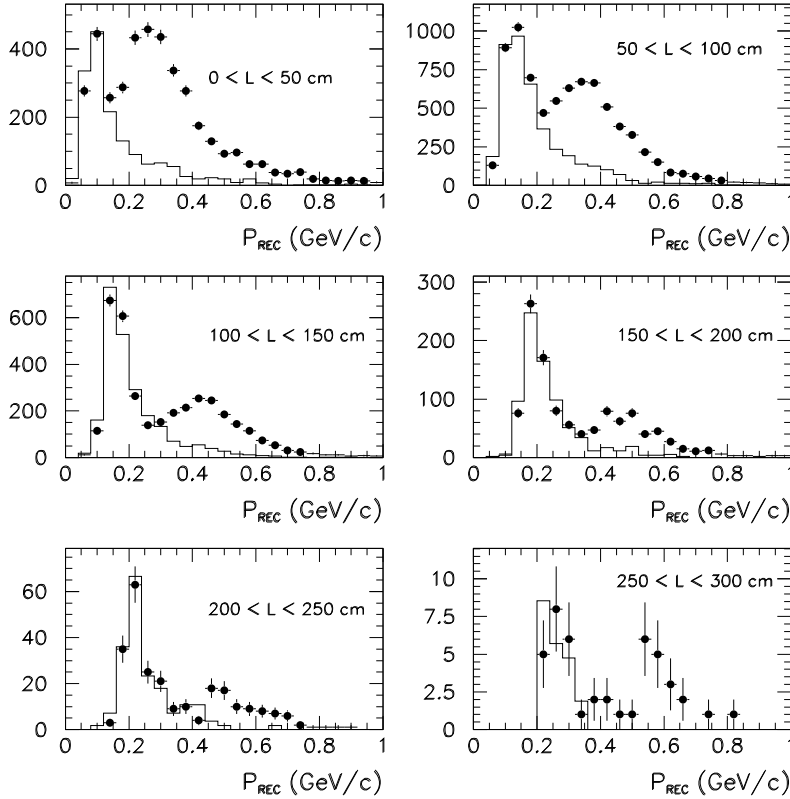 400
200
0
0 < L < 50 cm
0 0.2 0.4 0.6 0.8 1
P_REC (GeV/c)
1000
750
500
250
0
50 < L < 100 cm
0 0.2 0.4 0.6 0.8 1
P_REC (GeV/c)
600
400
200
0
100 < L < 150 cm
0 0.2 0.4 0.6 0.8 1
P_REC (GeV/c)
300
200
100
0
150 < L < 200 cm
0 0.2 0.4 0.6 0.8 1
P_REC (GeV/c)
60
40
20
0
200 < L < 250 cm
0 0.2 0.4 0.6 0.8 1
P_REC (GeV/c)
10
7.5
5
2.5
0
250 < L < 300 cm
0 0.2 0.4 0.6 0.8 1
P_REC (GeV/c)